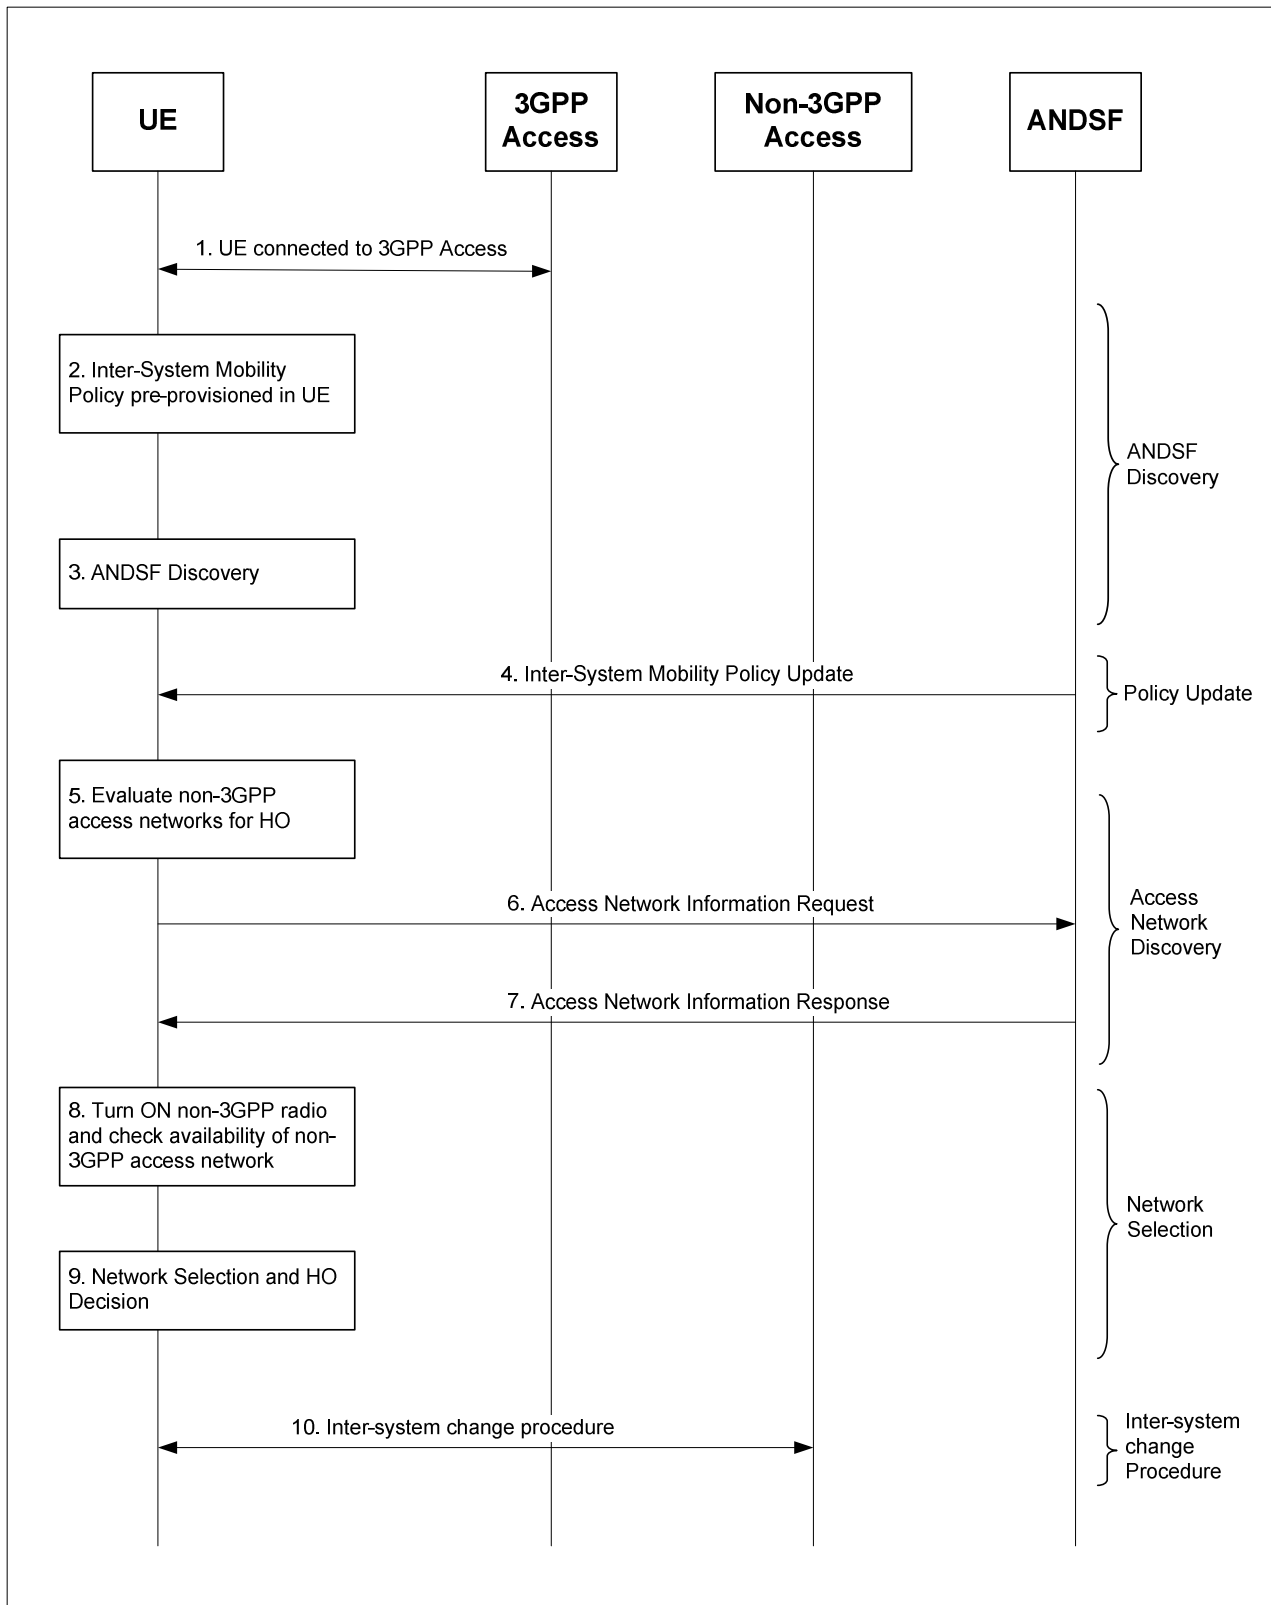 UE
3GPP
Access
Non-3GPP
Access
ANDSF
1. UE connected to 3GPP Access
2. Inter-System Mobility
Policy pre-provisioned in UE
ANDSF
Discovery
3. ANDSF Discovery
4. Inter-System Mobility Policy Update
Policy Update
5. Evaluate non-3GPP
access networks for HO
6. Access Network Information Request
Access
Network
Discovery
7. Access Network Information Response
8. Turn ON non-3GPP radio
and check availability of non-
3GPP access network
Network
Selection
9. Network Selection and HO
Decision
10. Inter-system change procedure
Inter-system
change
Procedure